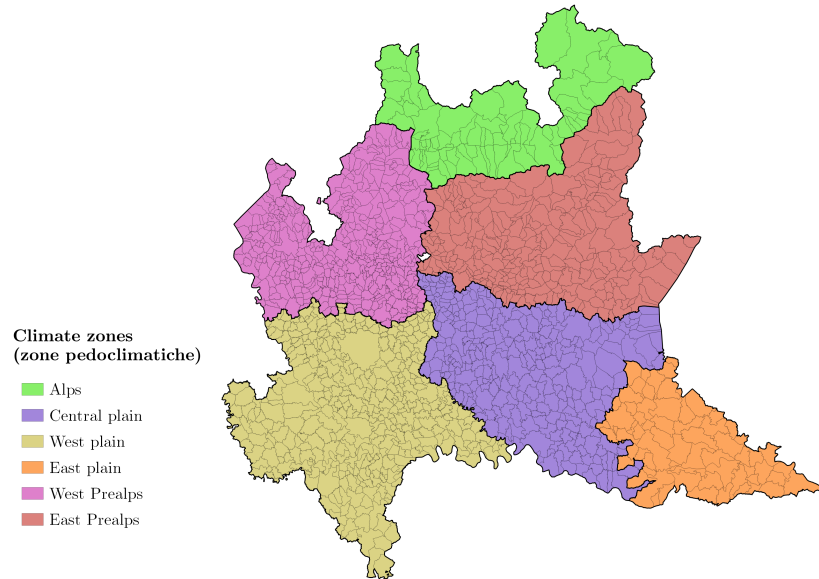 Climate zones
(zone pedoclimatiche)
Alps
Central plain
West plain
East plain
West Prealps
East Prealps